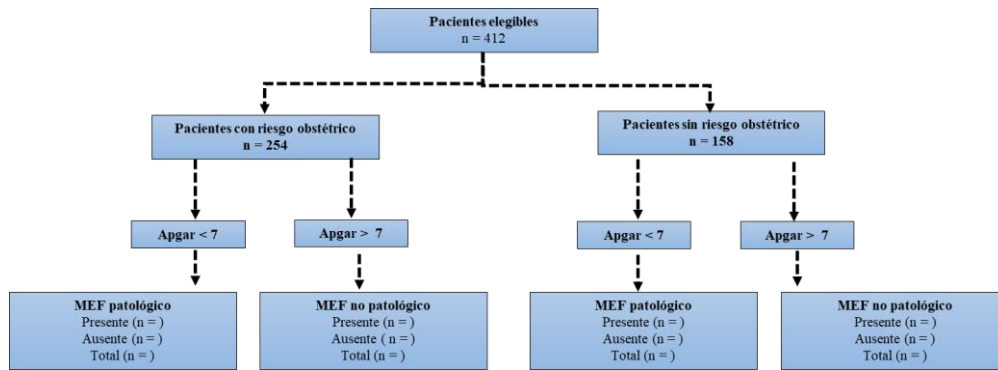 Pacientes elegibles
n = 412
Pacientes con riesgo obstétrico
n = 254
Pacientes sin riesgo obstétrico
n = 158
Apgar < 7
Apgar > 7
Apgar < 7
Apgar > 7
MEF patológico
Presente (n = )
Ausente (n = )
Total (n = )
MEF no patológico
Presente (n = )
Ausente ( n = )
Total (n = )
MEF patológico
Presente (n = )
Ausente (n = )
Total (n = )
MEF no patológico
Presente (n = )
Ausente (n = )
Total (n = )